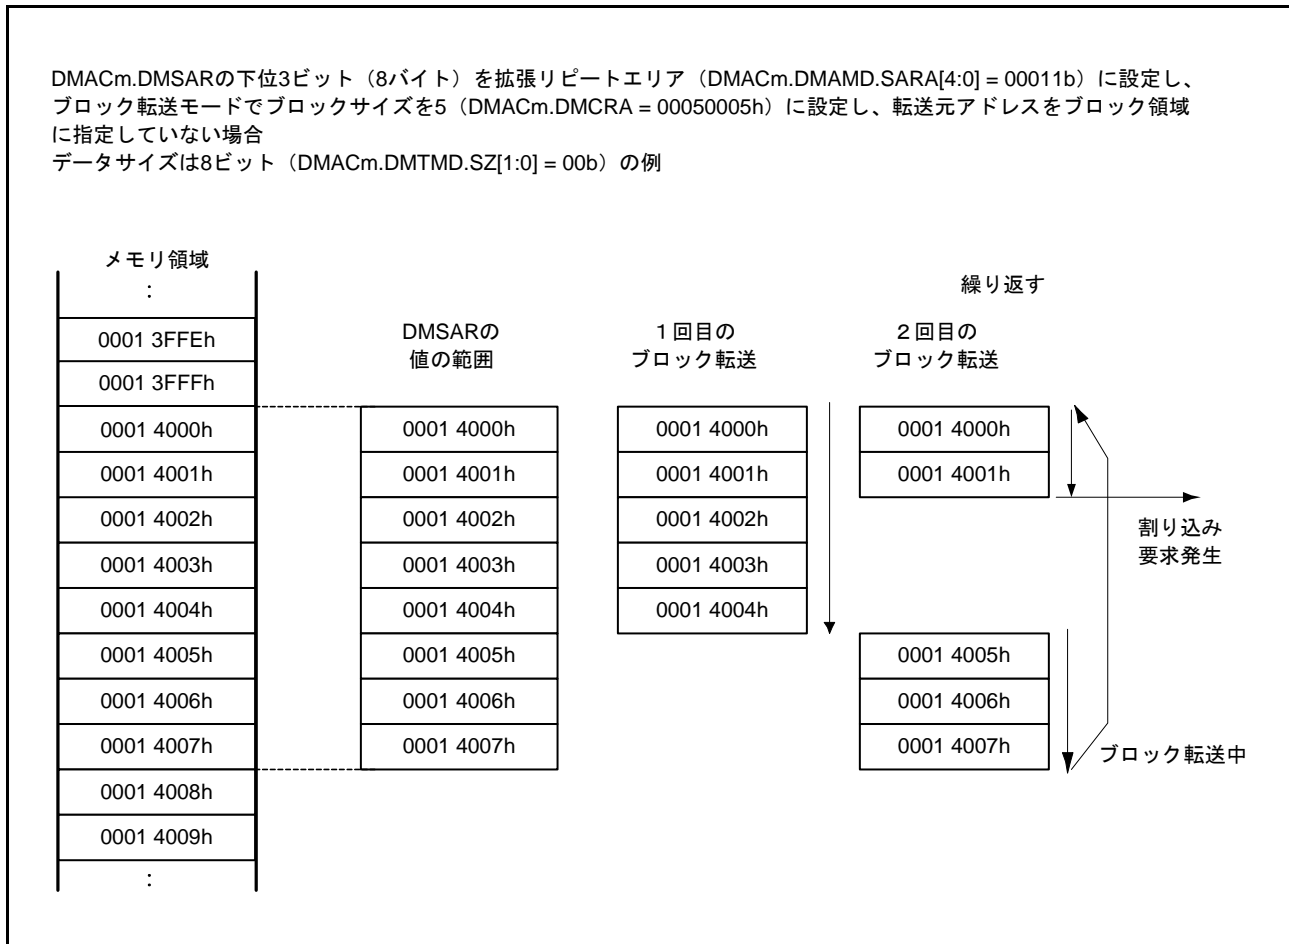 DMACm.DMSARの下位3ビット（8バイト）を拡張リピートエリア（DMACm.DMAMD.SARA[4:0] = 00011b）に設定し、
ブロック転送モードでブロックサイズを5（DMACm.DMCRA = 00050005h）に設定し、転送元アドレスをブロック領域
に指定していない場合
データサイズは8ビット（DMACm.DMTMD.SZ[1:0] = 00b）の例
メモリ領域
:
0001 3FFEh
0001 3FFFh
0001 4000h
0001 4001h
0001 4002h
0001 4003h
0001 4004h
0001 4005h
0001 4006h
0001 4007h
0001 4008h
0001 4009h
:
DMSARの
値の範囲
0001 4000h
0001 4001h
0001 4002h
0001 4003h
0001 4004h
0001 4005h
0001 4006h
0001 4007h
１回目の
ブロック転送
0001 4000h
0001 4001h
0001 4002h
0001 4003h
0001 4004h
繰り返す
２回目の
ブロック転送
0001 4000h
0001 4001h
割り込み
要求発生
0001 4005h
0001 4006h
0001 4007h
ブロック転送中